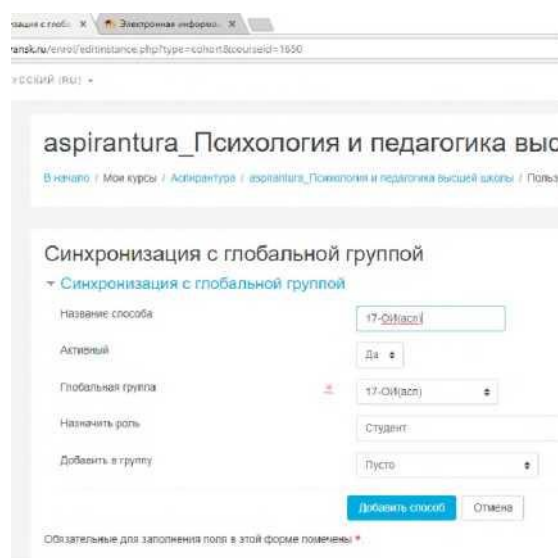 Электронная информац
ansk.ru/enrol/editinstance.php?type=cohort&courseid=1650
УССКИЙ (RU)
aspirantura_Психология и педагогика выс
В начало / Мои курсы / Аспирантура / aspirantura_Психология и педагогика высшей школы / Польз
Синхронизация с глобальной группой
Синхронизация с глобальной группой
Название способа 17-ОИ(асп)
Активный Да
Глобальная группа 17-ОИ(асп)
Назначить роль Студент
Добавить в группу Пусто
Добавить способ Отмена
Обязательные для заполнения поля в этой форме помечены *